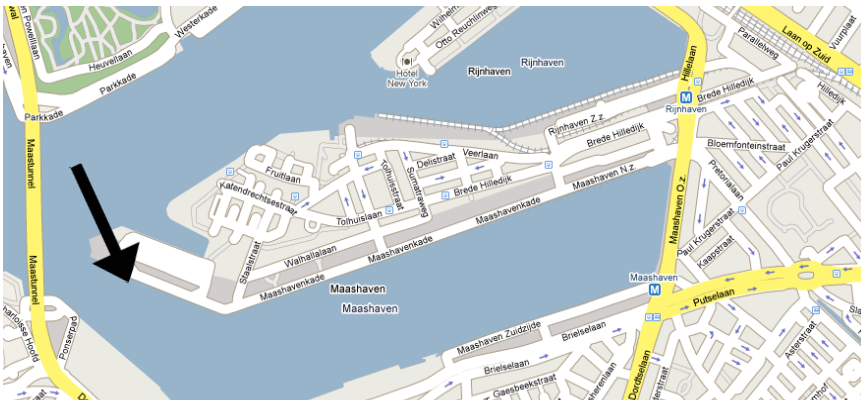 Westerkade
Heuvellaan
Parkkade
Parkkade
Maastunnel
Maastunnel
Otto Reuchlinweg
Hotel
New York
Rijnhaven
Rijnhaven
Hillelaan
Laan op Zuid
Vuurplaat
Parallelweg
Hilledijk
M
Rijnhaven
Brede Hilledijk
Rijnhaven Z.z.
Brede Hilledijk
Bloemfonteinstraat
Paul Krugerstraat
Pretorialaan
Veerlaan
Delistraat
Brede Hilledijk
Sumatraweg
Tolhuisstraat
Tolhuislaan
Fruitlaan
Katendrechtsestraat
Staalstraat
Walhallalaan
Maashavenkade
Maashavenkade
Maashavenkade
Maashaven N.z.
Maashaven O.z.
Paul Krugerstraat
Kaapstraat
Maashaven
M
Putselaan
Maashaven
Maashaven
Maashaven Zuidzijde
Brielselaan
Brielselaan
Gaesbeekstraat
Dordtselaan
Asterstraat
Ponserpad